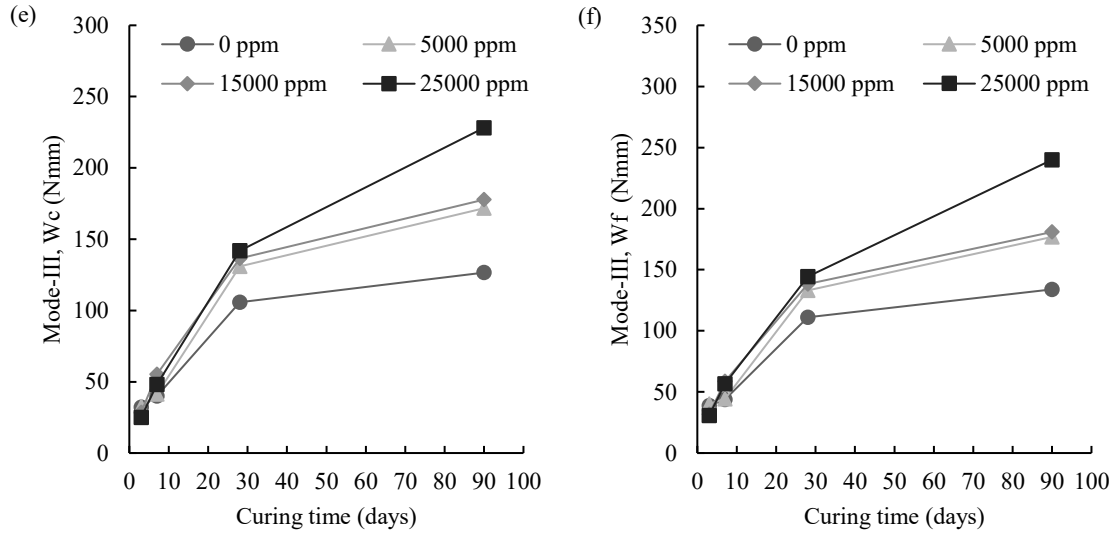 (e)
300
250
200
150
100
50
0
Mode-III, Wc (Nmm)
0 ppm
5000 ppm
15000 ppm
25000 ppm
0 10 20 30 40 50 60 70 80 90 100
Curing time (days)
(f)
350
300
250
200
150
100
50
0
Mode-III, Wf (Nmm)
0 ppm
5000 ppm
15000 ppm
25000 ppm
0 10 20 30 40 50 60 70 80 90 100
Curing time (days)